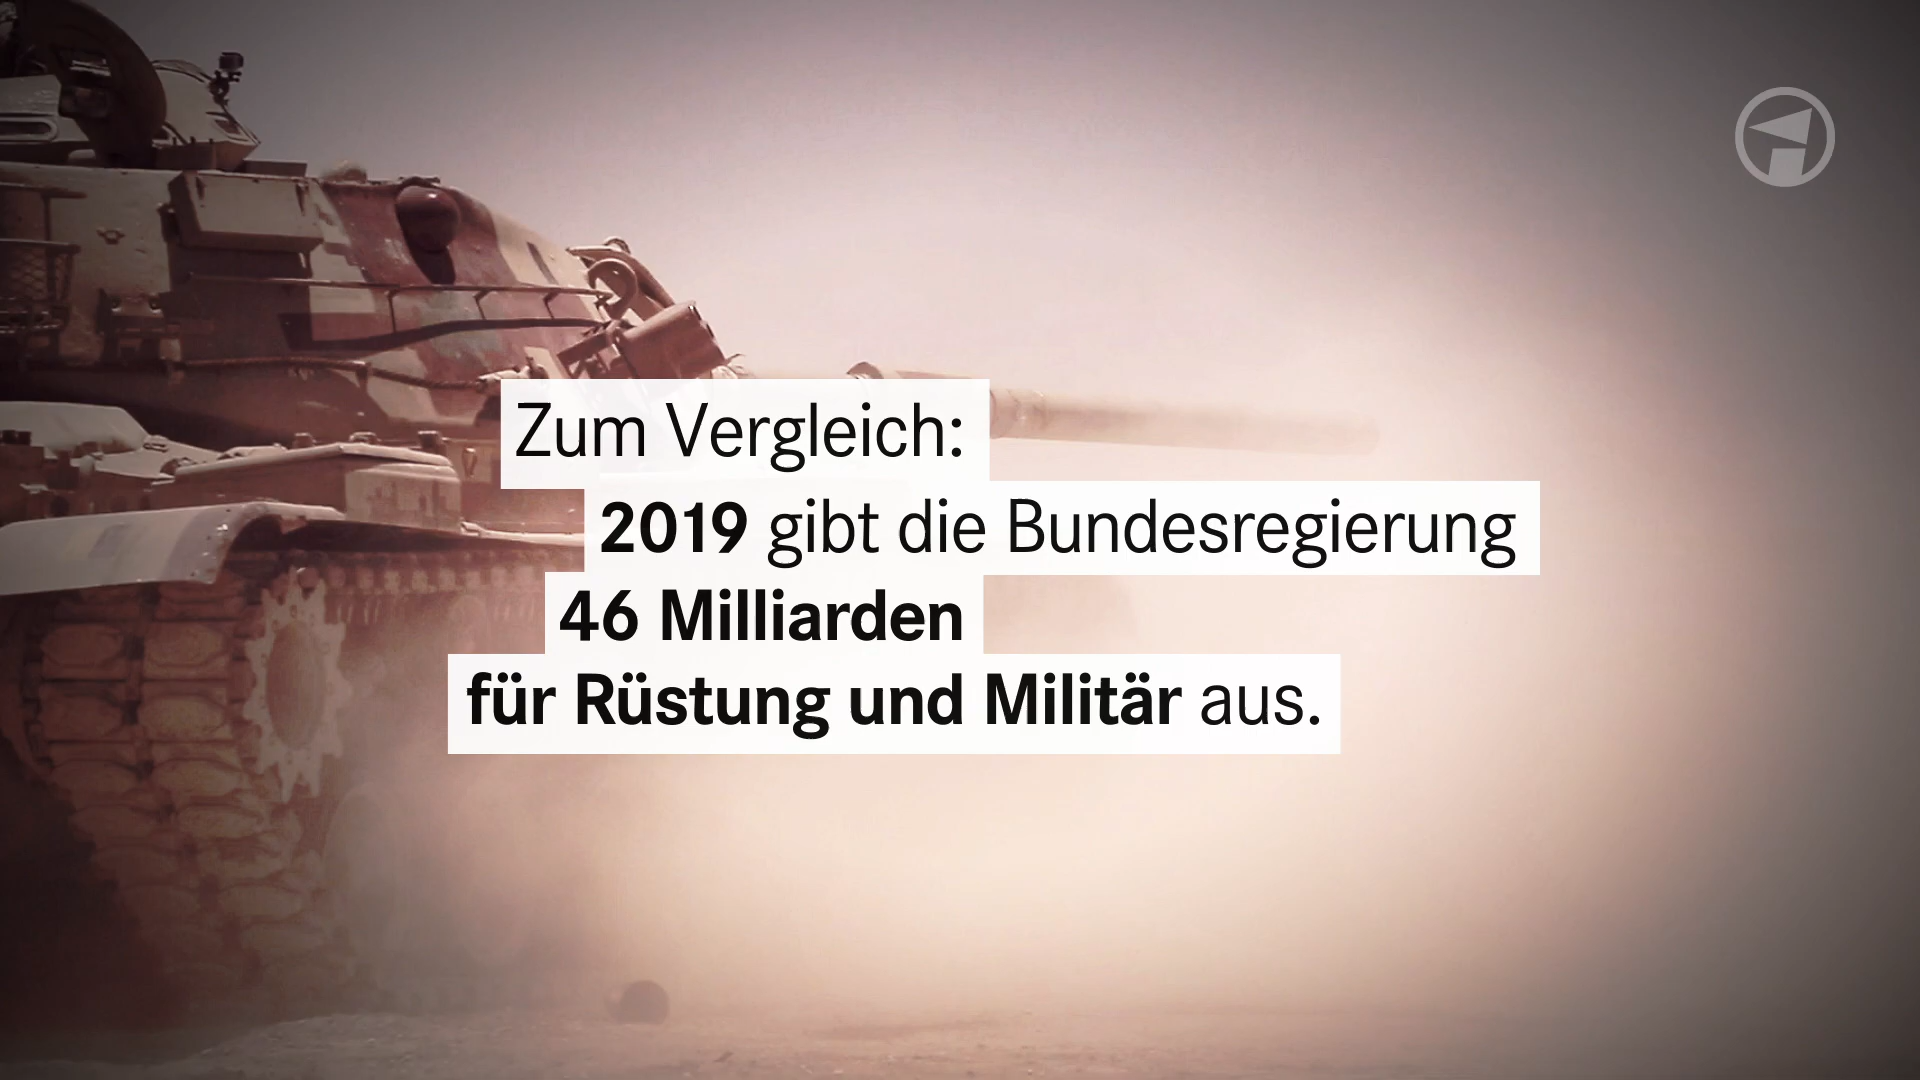 Zum Vergleich:
2019 gibt die Bundesregierung
46 Milliarden
für Rüstung und Militär aus.